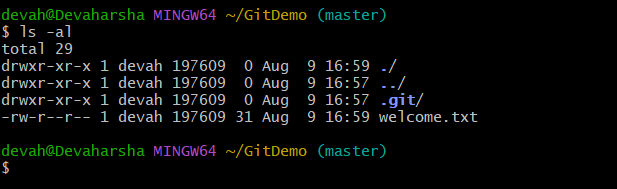 devah@Devaharsha MINGW64 ~/GitDemo (master)
$ ls -al
total 29
drwxr-xr-x 1 devah 197609  0 Aug  9 16:59 ./
drwxr-xr-x 1 devah 197609  0 Aug  9 16:57 ../
drwxr-xr-x 1 devah 197609  0 Aug  9 16:57 .git/
-rw-r--r-- 1 devah 197609 31 Aug  9 16:59 welcome.txt
devah@Devaharsha MINGW64 ~/GitDemo (master)
$